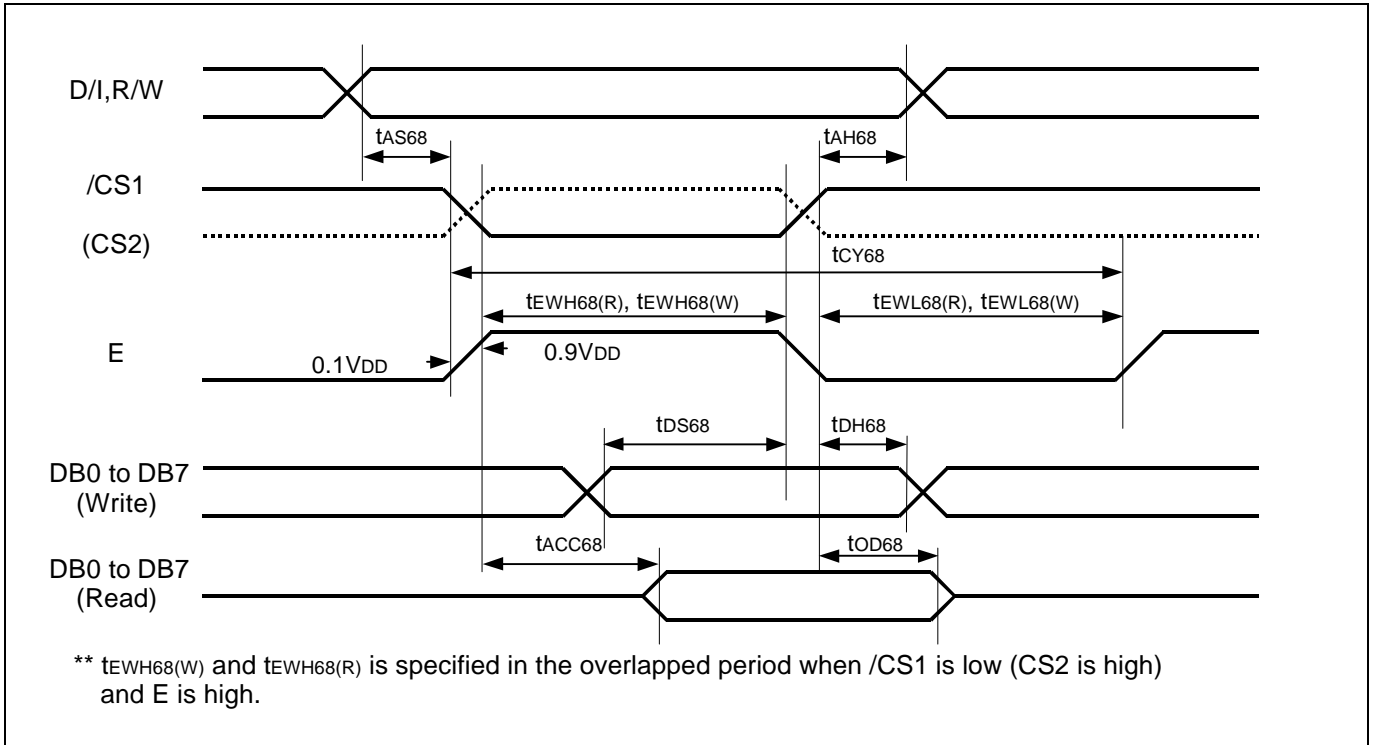 D/I,R/W
tAS68
tAH68
/CS1
(CS2)
tCY68
tEWH68(R), tEWH68(W)
tEWL68(R), tEWL68(W)
E
0.1VDD
0.9VDD
tDS68
tDH68
DB0 to DB7
(Write)
tACC68
tOD68
DB0 to DB7
(Read)
** tEWH68(W) and tEWH68(R) is specified in the overlapped period when /CS1 is low (CS2 is high)
and E is high.